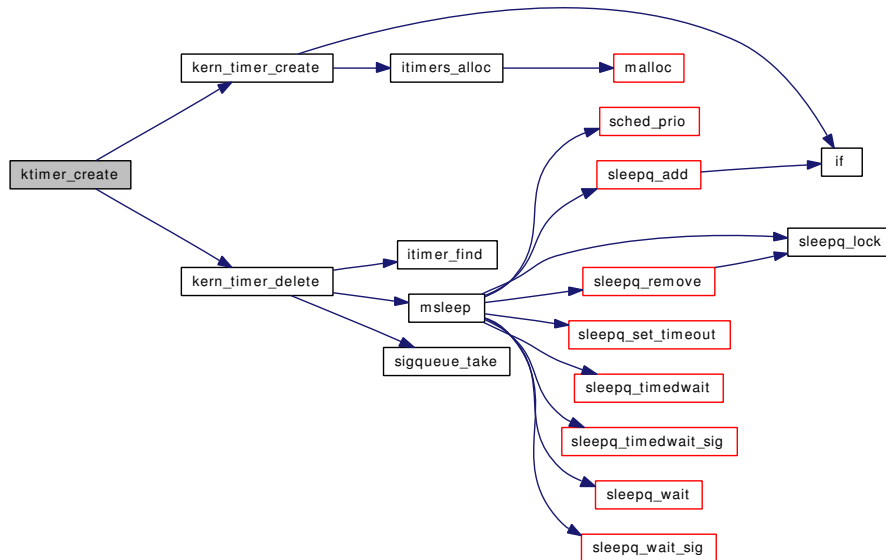 kern_timer_create
itimers_alloc
malloc
sched_prio
if
ktimer_create
sleepq_add
sleepq_lock
itimer_find
kern_timer_delete
sleepq_remove
msleep
sleepq_set_timeout
sigqueue_take
sleepq_timedwait
sleepq_timedwait_sig
sleepq_wait
sleepq_wait_sig